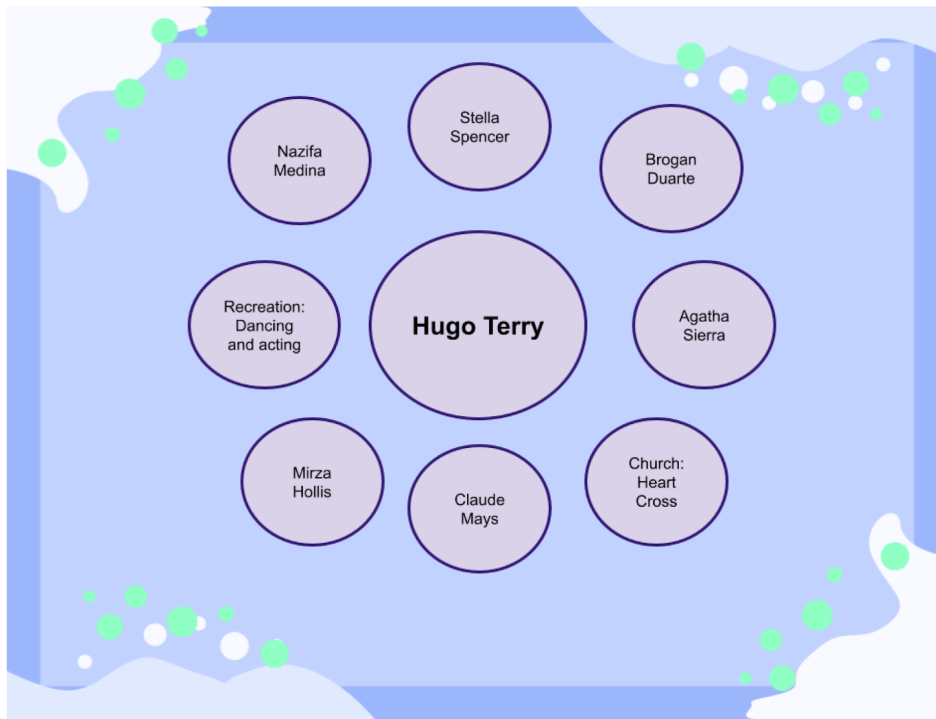 Stella
Spencer
Nazifa
Medina
Brogan
Duarte
Recreation:
Dancing
and acting
Hugo Terry
Agatha
Sierra
Mirza
Hollis
Claude
Mays
Church:
Heart
Cross